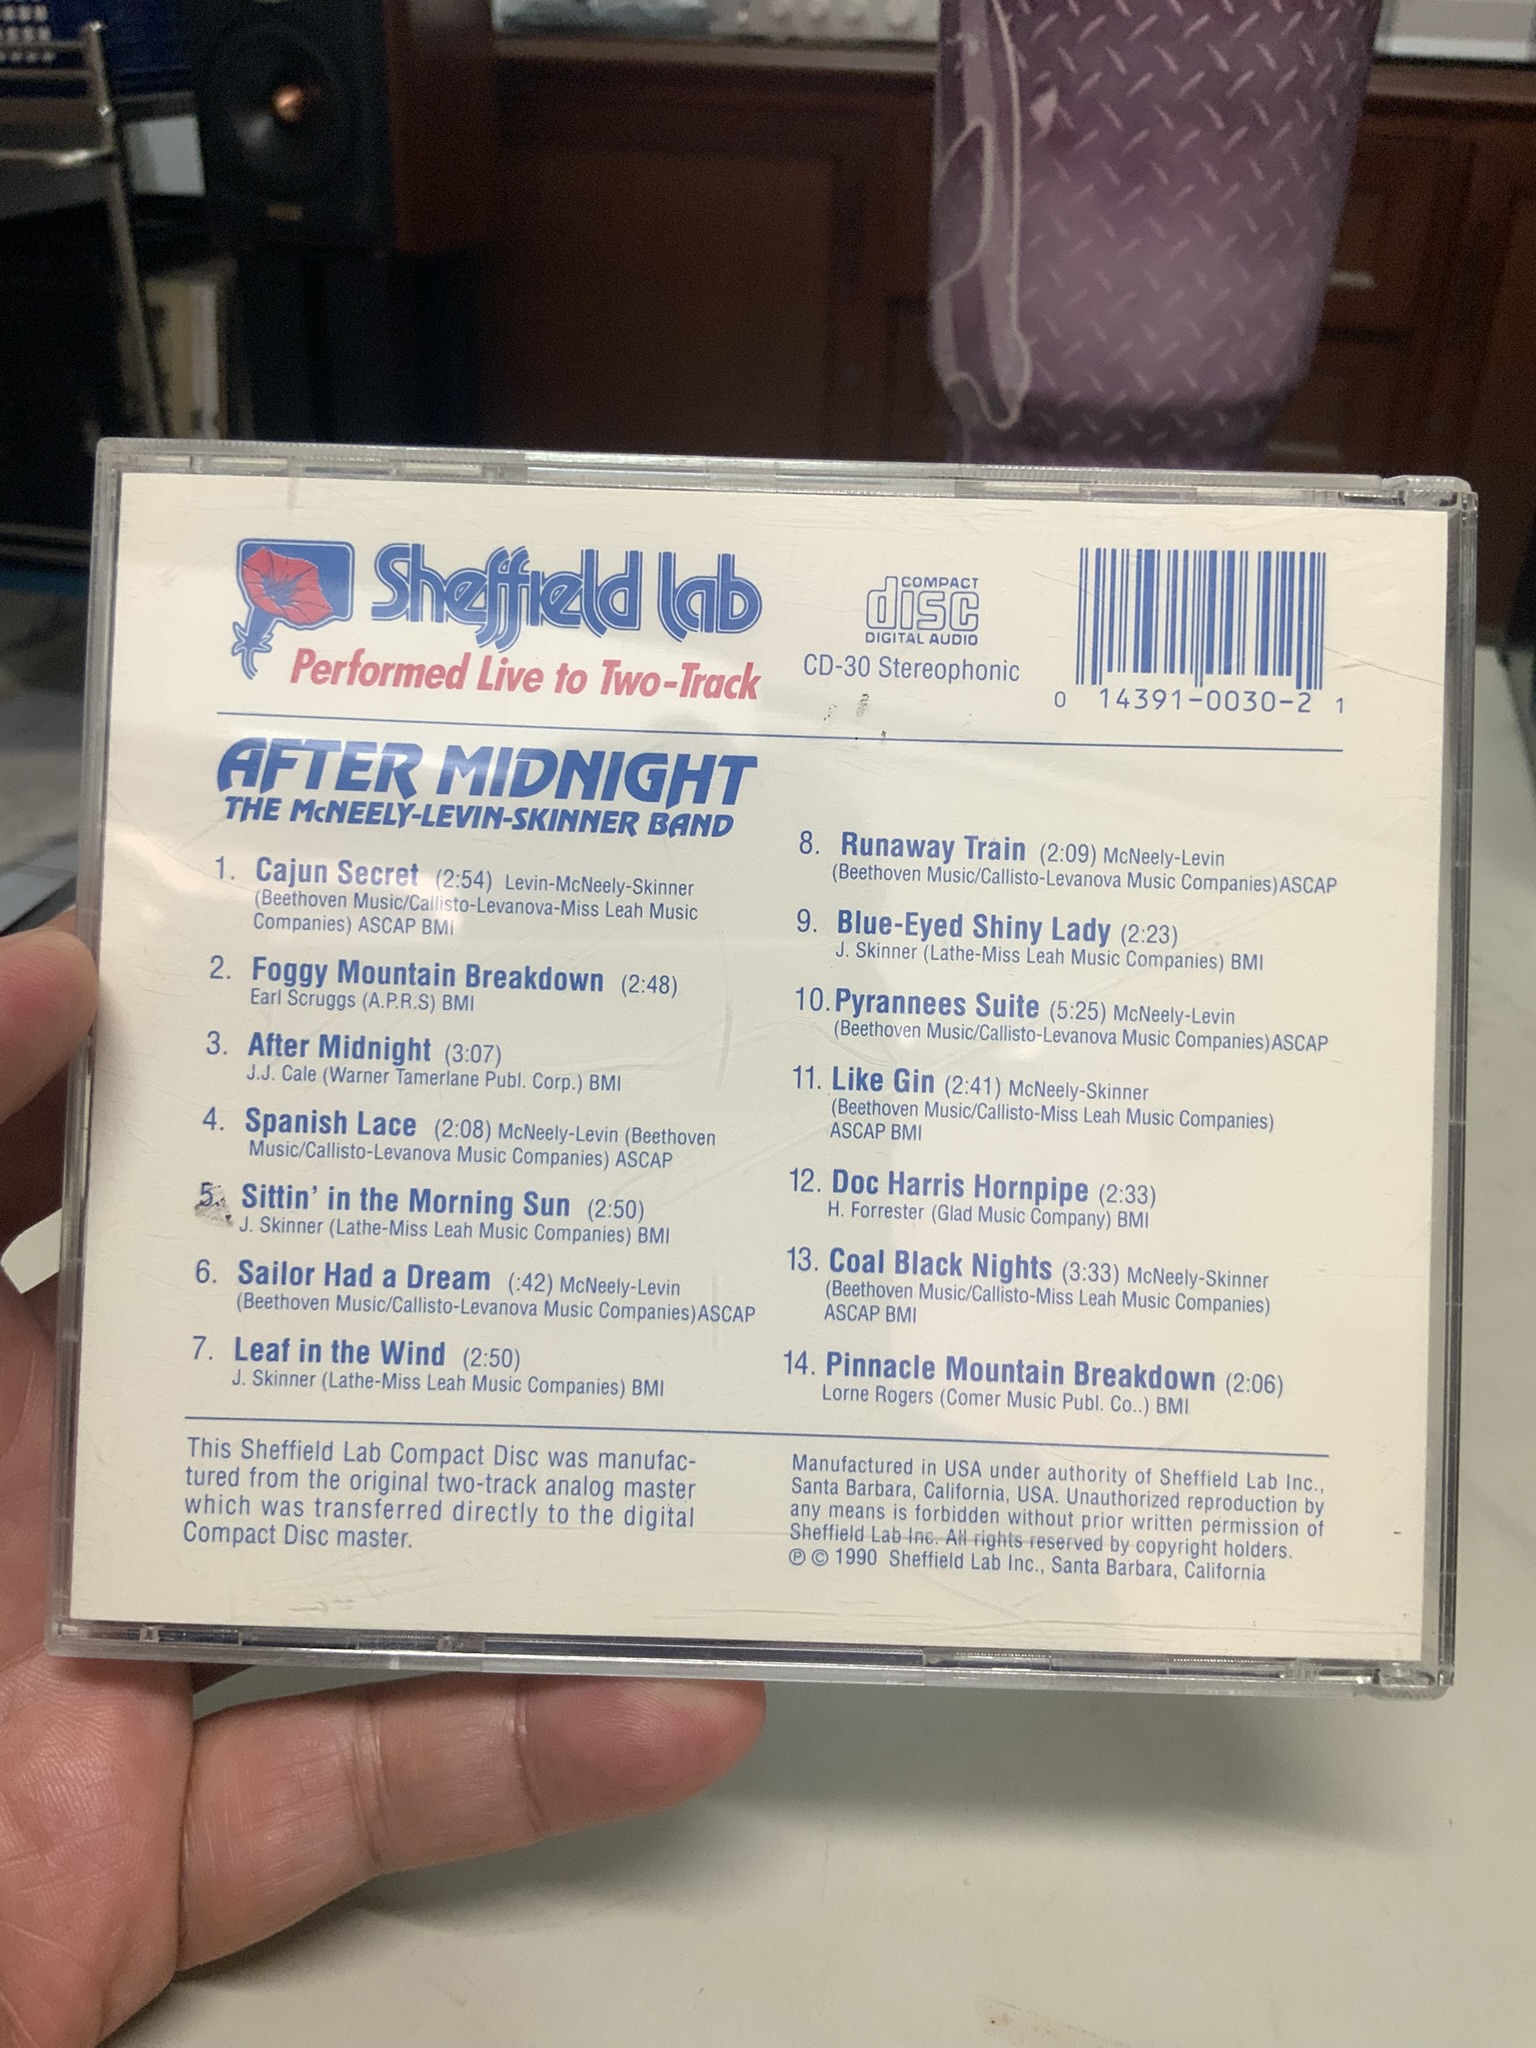 Sheffield Lab
Performed Live to Two-Track
COMPACT
disc
DIGITAL AUDIO
CD-30 Stereophonic
0 14391-0030-2 1
AFTER MIDNIGHT
THE McNEELY-LEVIN-SKINNER BAND
1. Cajun Secret (2:54) Levin-McNeely-Skinner
(Beethoven Music/Callisto-Levanova-Miss Leah Music
Companies) ASCAP BMI
2. Foggy Mountain Breakdown (2:48)
Earl Scruggs (A.P.R.S) BMI
3. After Midnight (3:07)
J.J. Cale (Warner Tamerlane Publ. Corp.) BMI
4. Spanish Lace (2:08) McNeely-Levin (Beethoven
Music/Callisto-Levanova Music Companies) ASCAP
5. Sittin' in the Morning Sun (2:50)
J. Skinner (Lathe-Miss Leah Music Companies) BMI
6. Sailor Had a Dream (:42) McNeely-Levin
(Beethoven Music/Callisto-Levanova Music Companies)ASCAP
7. Leaf in the Wind (2:50)
J. Skinner (Lathe-Miss Leah Music Companies) BMI
8. Runaway Train (2:09) McNeely-Levin
(Beethoven Music/Callisto-Levanova Music Companies)ASCAP
9. Blue-Eyed Shiny Lady (2:23)
J. Skinner (Lathe-Miss Leah Music Companies) BMI
10. Pyrannees Suite (5:25) McNeely-Levin
(Beethoven Music/Callisto-Levanova Music Companies)ASCAP
11. Like Gin (2:41) McNeely-Skinner
(Beethoven Music/Callisto-Miss Leah Music Companies)
ASCAP BMI
12. Doc Harris Hornpipe (2:33)
H. Forrester (Glad Music Company) BMI
13. Coal Black Nights (3:33) McNeely-Skinner
(Beethoven Music/Callisto-Miss Leah Music Companies)
ASCAP BMI
14. Pinnacle Mountain Breakdown (2:06)
Lorne Rogers (Comer Music Publ. Co..) BMI
This Sheffield Lab Compact Disc was manufac-
tured from the original two-track analog master
which was transferred directly to the digital
Compact Disc master.
Manufactured in USA under authority of Sheffield Lab Inc.,
Santa Barbara, California, USA. Unauthorized reproduction by
any means is forbidden without prior written permission of
Sheffield Lab Inc. All rights reserved by copyright holders.
℗ © 1990 Sheffield Lab Inc., Santa Barbara, California